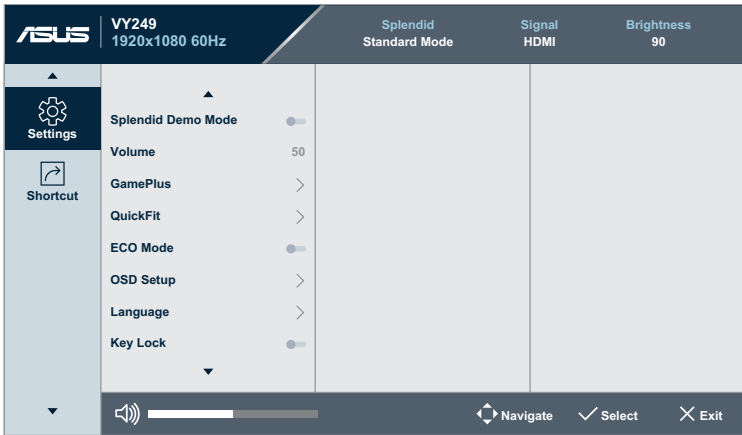 ASUS
VY249
1920x1080 60Hz
Splendid
Standard Mode
Signal
HDMI
Brightness
90
Settings
Shortcut
Splendid Demo Mode
Volume 50
GamePlus
QuickFit
ECO Mode
OSD Setup
Language
Key Lock
Navigate Select Exit